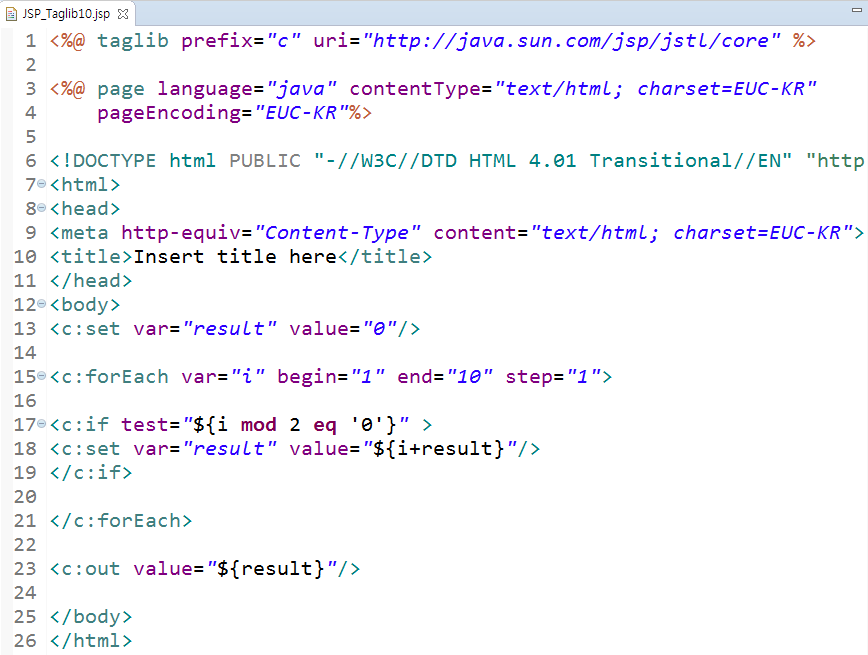 JSP_Taglib10.jsp
1 <%@ taglib prefix="c" uri="http://java.sun.com/jsp/jstl/core" %>
2
3 <%@ page language="java" contentType="text/html; charset=EUC-KR"
4     pageEncoding="EUC-KR"%>
5
6 <!DOCTYPE html PUBLIC "-//W3C//DTD HTML 4.01 Transitional//EN" "http
7 <html>
8 <head>
9 <meta http-equiv="Content-Type" content="text/html; charset=EUC-KR">
10 <title>Insert title here</title>
11 </head>
12 <body>
13 <c:set var="result" value="0"/>
14
15 <c:forEach var="i" begin="1" end="10" step="1">
16
17 <c:if test="${i mod 2 eq '0'}" >
18 <c:set var="result" value="${i+result}"/>
19 </c:if>
20
21 </c:forEach>
22
23 <c:out value="${result}"/>
24
25 </body>
26 </html>